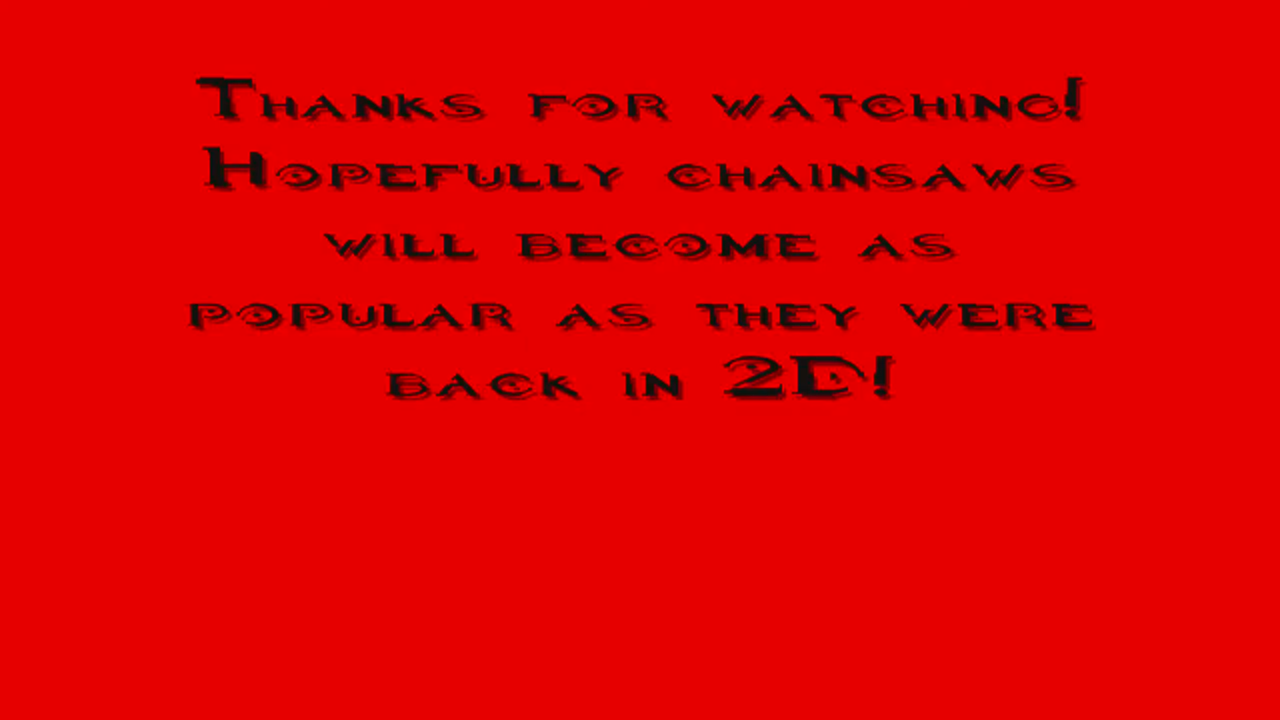 Thanks for watching!
Hopefully chainsaws
will become as
popular as they were
back in 2D!